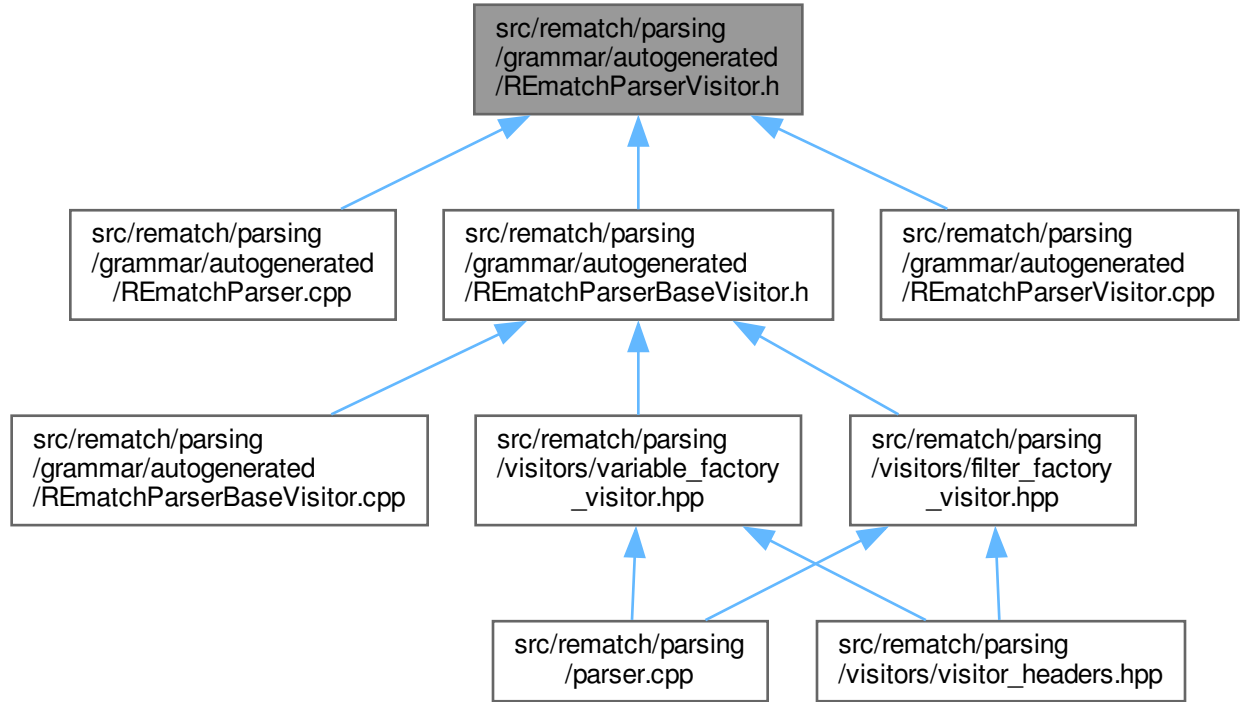 src/rematch/parsing
/grammar/autogenerated
/REmatchParserVisitor.h
src/rematch/parsing
/grammar/autogenerated
/REmatchParser.cpp
src/rematch/parsing
/grammar/autogenerated
/REmatchParserBaseVisitor.h
src/rematch/parsing
/grammar/autogenerated
/REmatchParserVisitor.cpp
src/rematch/parsing
/grammar/autogenerated
/REmatchParserBaseVisitor.cpp
src/rematch/parsing
/visitors/variable_factory
_visitor.hpp
src/rematch/parsing
/visitors/filter_factory
_visitor.hpp
src/rematch/parsing
/parser.cpp
src/rematch/parsing
/visitors/visitor_headers.hpp